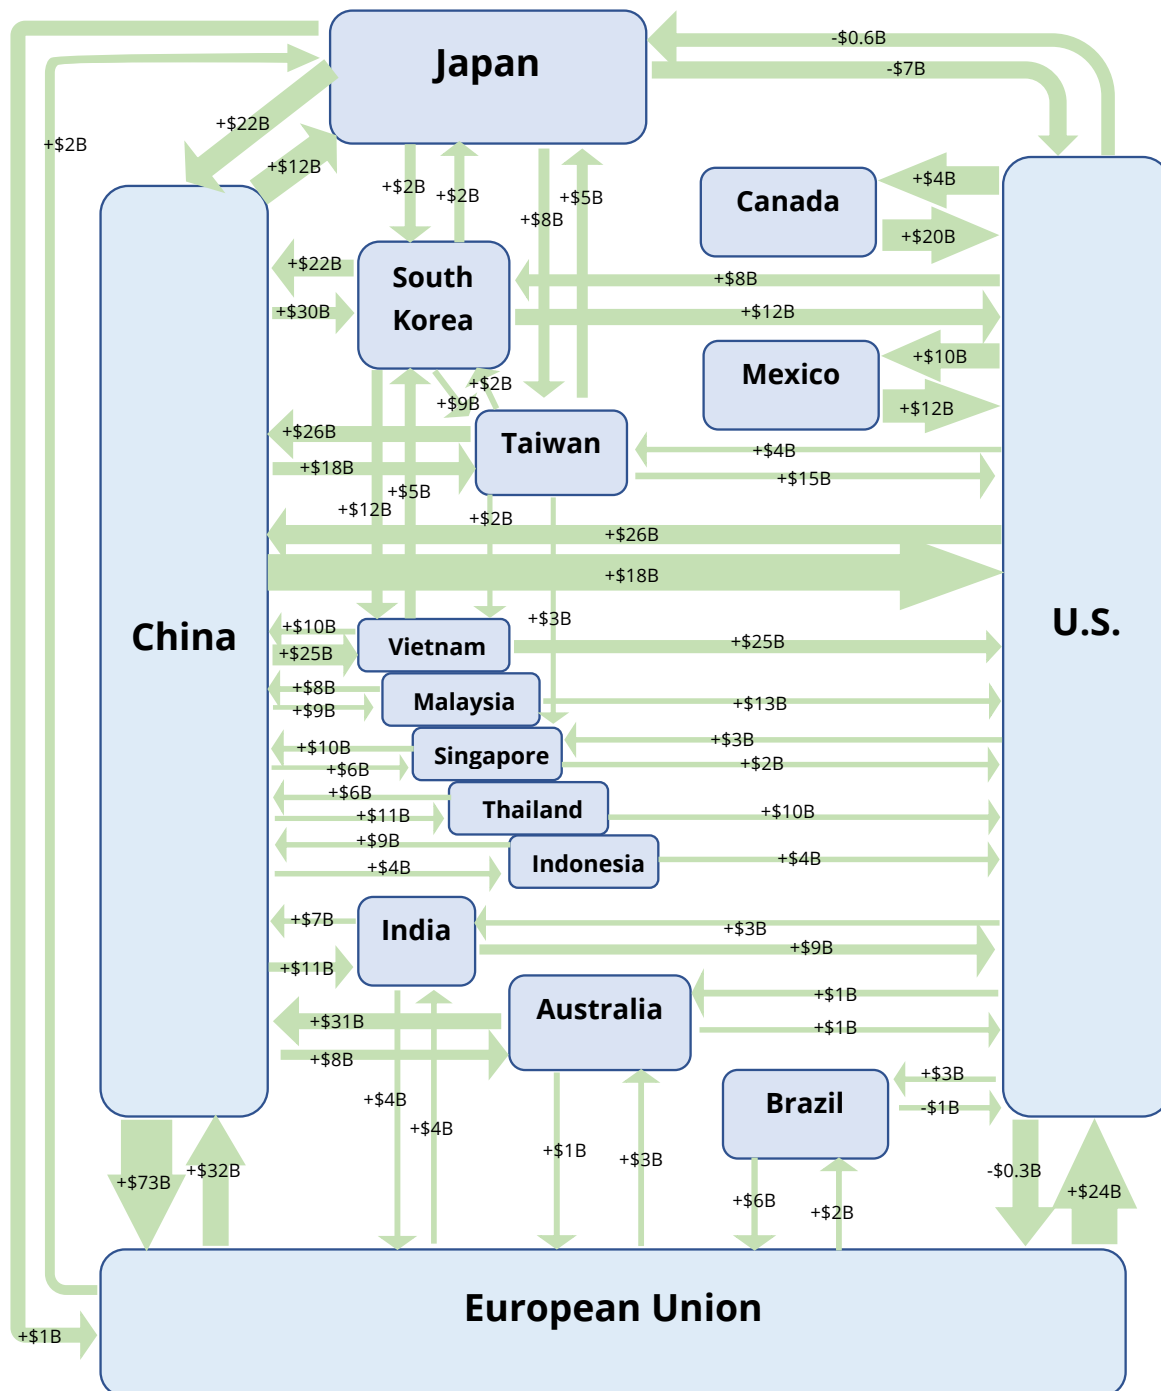 Japan
-$0.6B
-$7B
+$22B
+$2B
+$12B
+$2B
+$2B
+$8B
+$5B
Canada
+$4B
+$20B
South
Korea
+$22B
+$30B
+$8B
+$12B
Mexico
+$10B
+$12B
+$2B
+$9B
Taiwan
+$26B
+$18B
+$4B
+$15B
+$5B
+$12B
+$2B
+$26B
+$18B
China
U.S.
+$3B
+$10B
+$25B
Vietnam
+$25B
+$8B
+$9B
Malaysia
+$13B
+$10B
+$6B
Singapore
+$3B
+$2B
+$6B
+$11B
Thailand
+$10B
+$9B
+$4B
Indonesia
+$4B
+$7B
+$11B
India
+$3B
+$9B
Australia
+$31B
+$8B
+$1B
+$1B
Brazil
+$3B
-$1B
+$4B
+$4B
+$1B
+$3B
+$73B
+$32B
+$6B
+$2B
-$0.3B
+$24B
European Union
+$1B